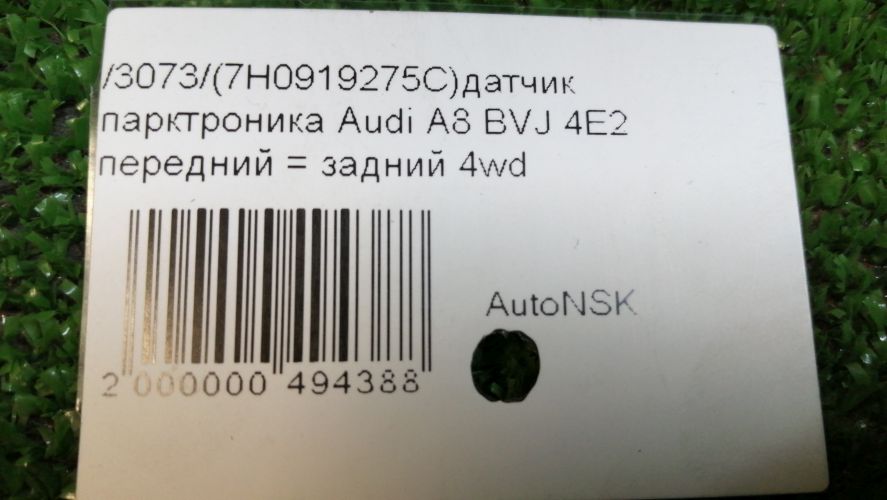 /3073/(7H0919275C)датчик
парктроника Audi A8 BVJ 4E2
передний = задний 4wd
AutoNSK
2 000000 494388